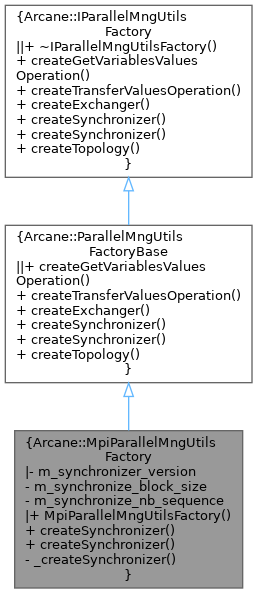 {Arcane::IParallelMngUtils
Factory
||+ ~IParallelMngUtilsFactory()
+ createGetVariablesValues
Operation()
+ createTransferValuesOperation()
+ createExchanger()
+ createSynchronizer()
+ createSynchronizer()
+ createTopology()
}
{Arcane::ParallelMngUtils
FactoryBase
||+ createGetVariablesValues
Operation()
+ createTransferValuesOperation()
+ createExchanger()
+ createSynchronizer()
+ createSynchronizer()
+ createTopology()
}
{Arcane::MpiParallelMngUtils
Factory
|- m_synchronizer_version
- m_synchronize_block_size
- m_synchronize_nb_sequence
|+ MpiParallelMngUtilsFactory()
+ createSynchronizer()
+ createSynchronizer()
- _createSynchronizer()
}